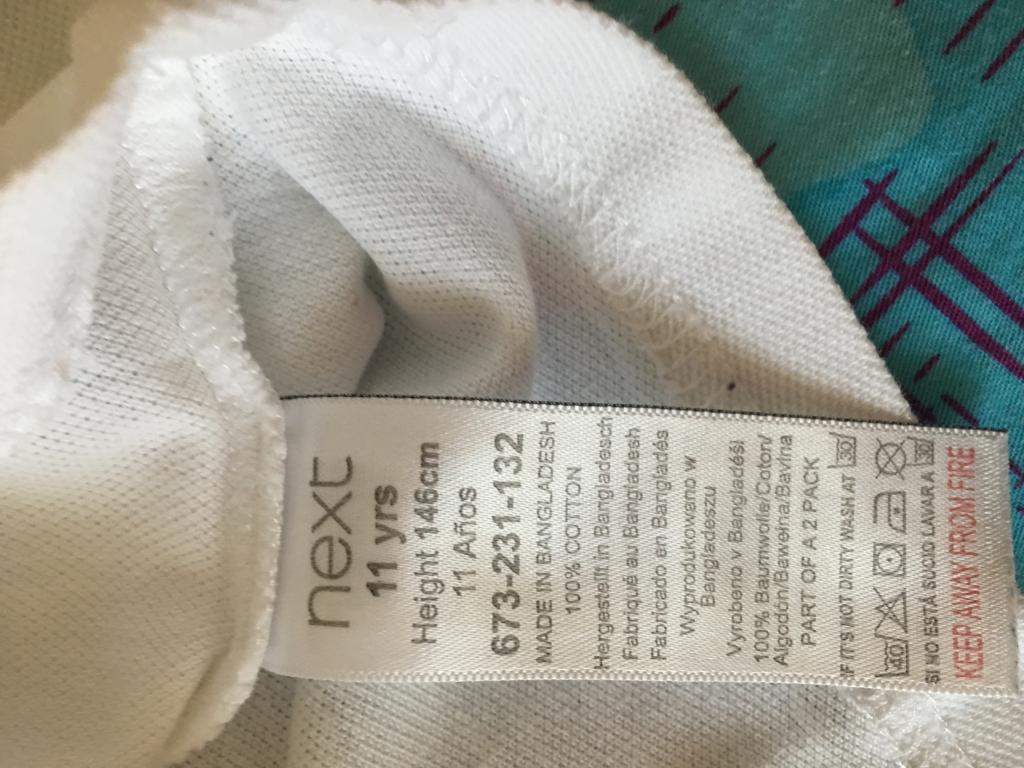 next
11 yrs
Height 146cm
11 Años
673-231-132
MADE IN BANGLADESH
100% COTTON
Hergestellt in Bangladesch
Fabriqué au Bangladesh
Fabricado en Bangladés
Wyprodukowano w
Bangladeszu
Vyrobeno v Bangladéši
100% Baumwolle/Coton/
Algodón/Bawełna/Bavlna
PART OF A 2 PACK
IF IT'S NOT DIRTY WASH AT 30
40
SI NO ESTÁ SUCIO LAVAR A 30
KEEP AWAY FROM FIRE